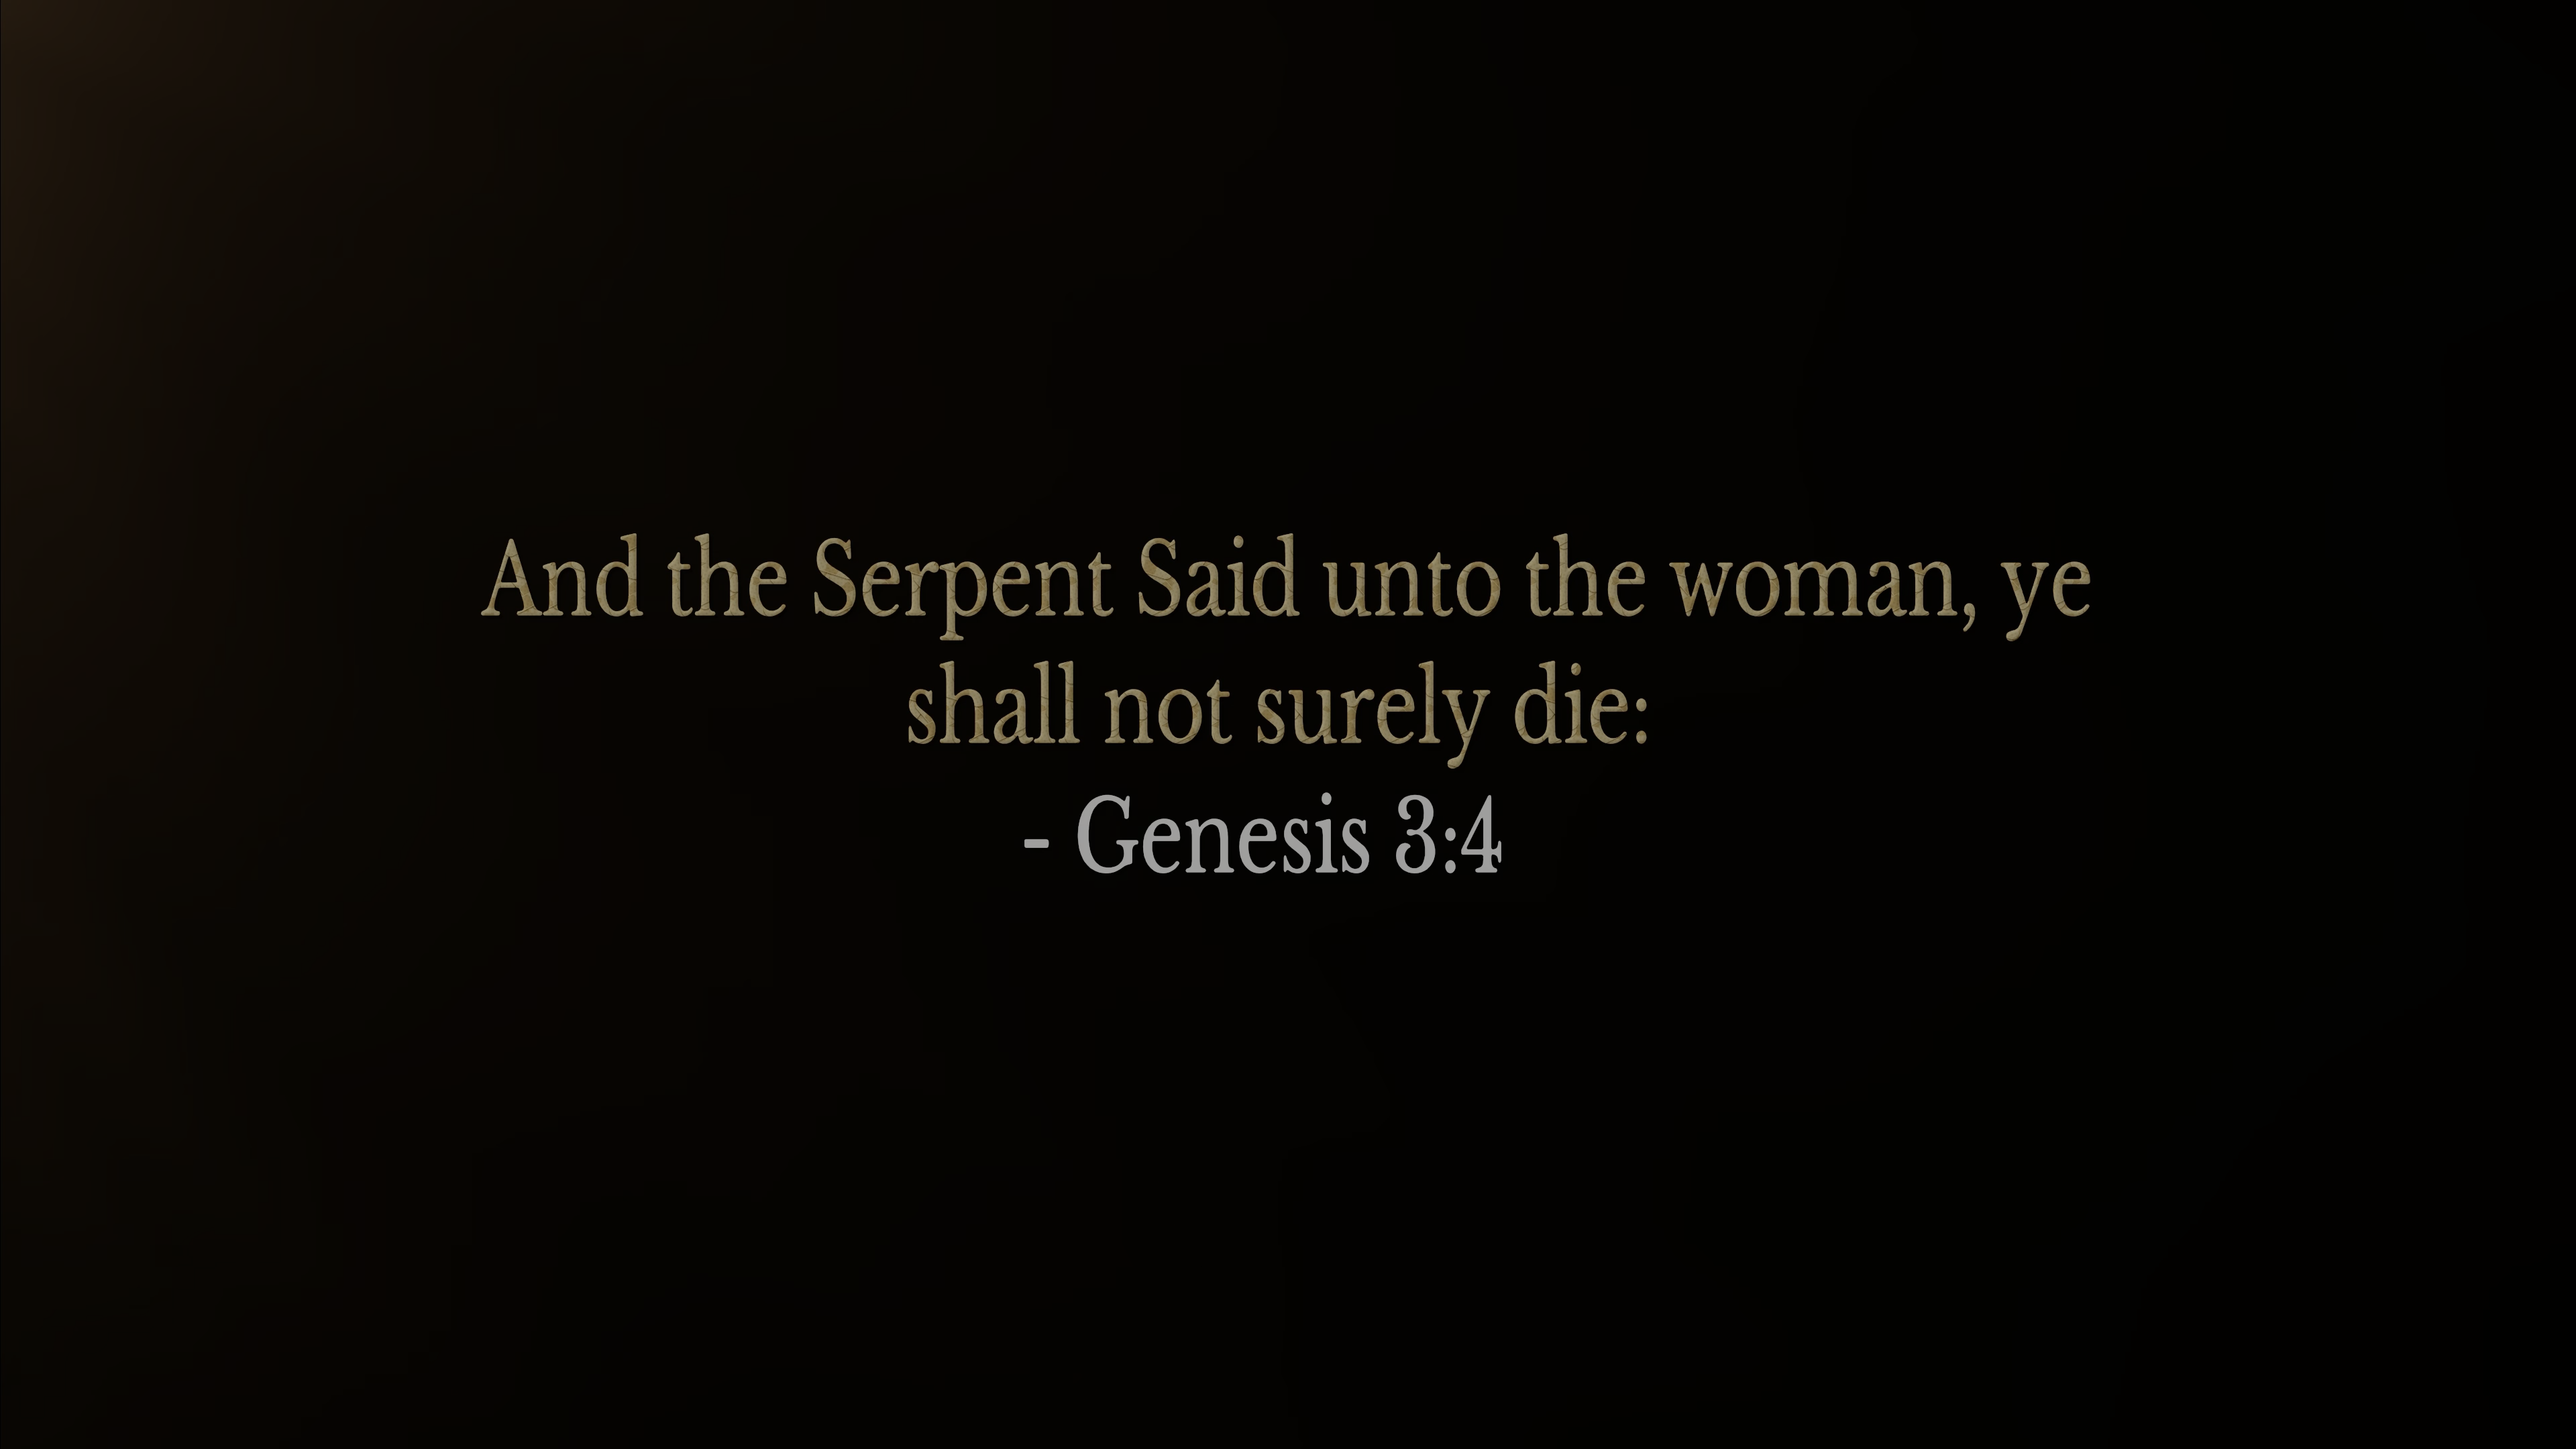 And the Serpent Said unto the woman, ye
shall not surely die:
- Genesis 3:4